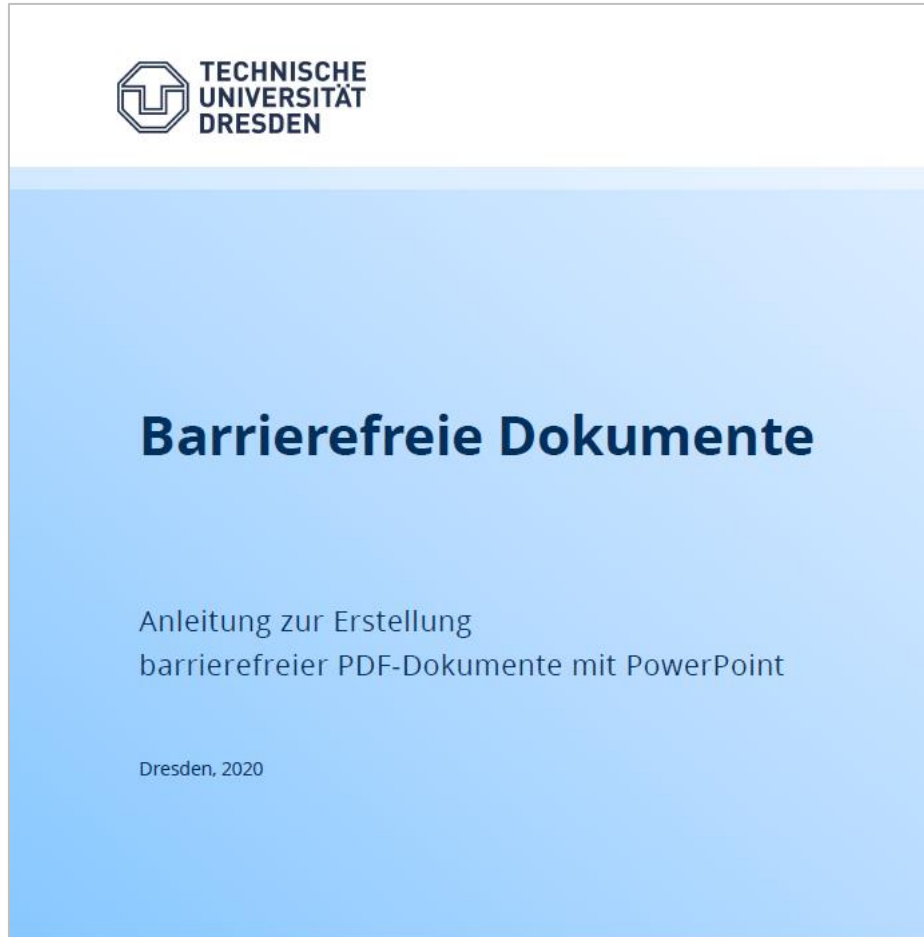 TECHNISCHE
UNIVERSITÄT
DRESDEN
Barrierefreie Dokumente
Anleitung zur Erstellung
barrierefreier PDF-Dokumente mit PowerPoint
Dresden, 2020